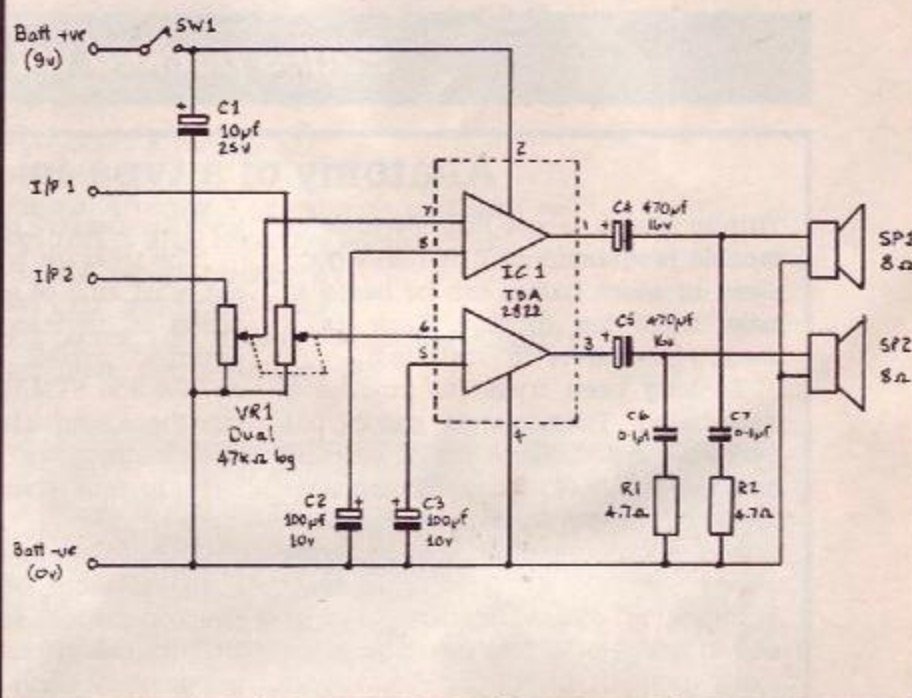 Batt +ve
(9v)
SW1
+
C1
10µf
25v
I/P1
I/P2
VR1
Dual
47kΩ log
2
7
8
6
5
1
3
4
IC1
TDA
2822
+
C4 470µf
16v
+
C5 470µf
16v
SP1
8Ω
SP2
8Ω
C6
0·1µf
C7
0·1µf
R1
4.7Ω
R2
4.7Ω
C2
100µf
10v
+
+
C3
100µf
10v
Batt -ve
(0v)